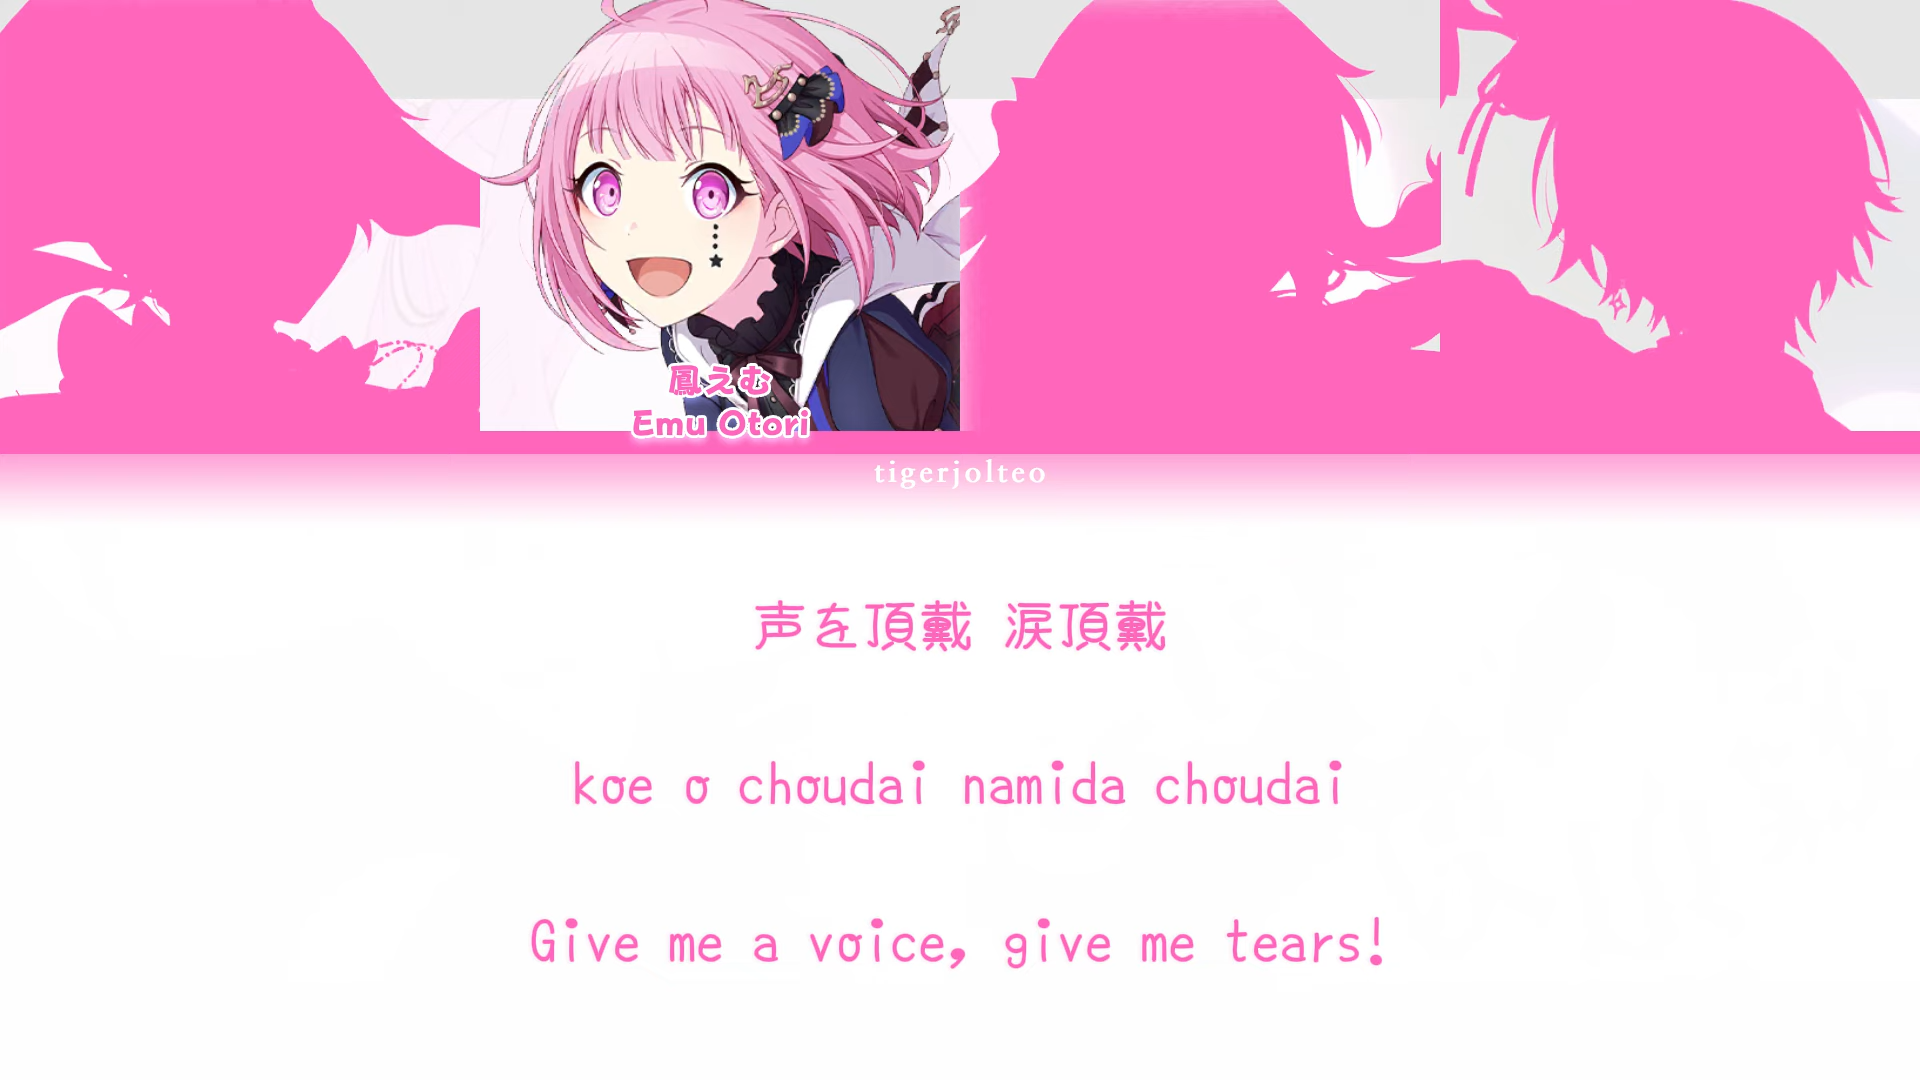 鳳えむ
Emu Otori
tigerjolteo
声を頂戴 涙頂戴
koe o choudai namida choudai
Give me a voice, give me tears!